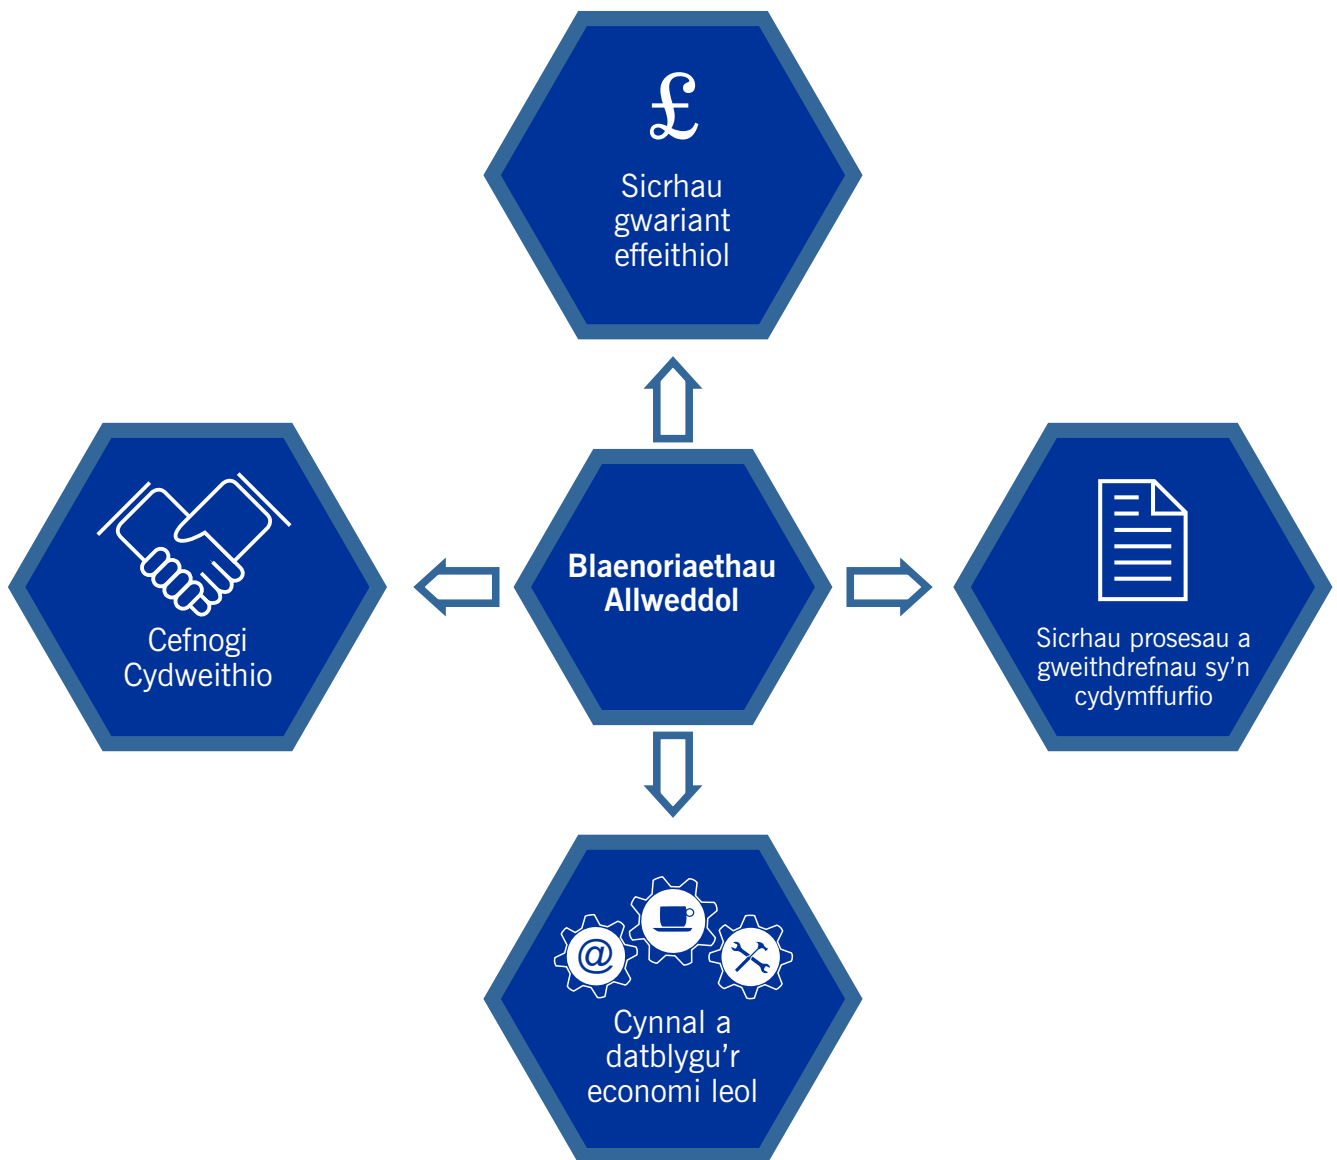 £
Sicrhau
gwariant
effeithiol
Cefnogi
Cydweithio
Blaenoriaethau
Allweddol
Sicrhau prosesau a
gweithdrefnau sy’n
cydymffurfio
@
Cynnal a
datblygu’r
economi leol